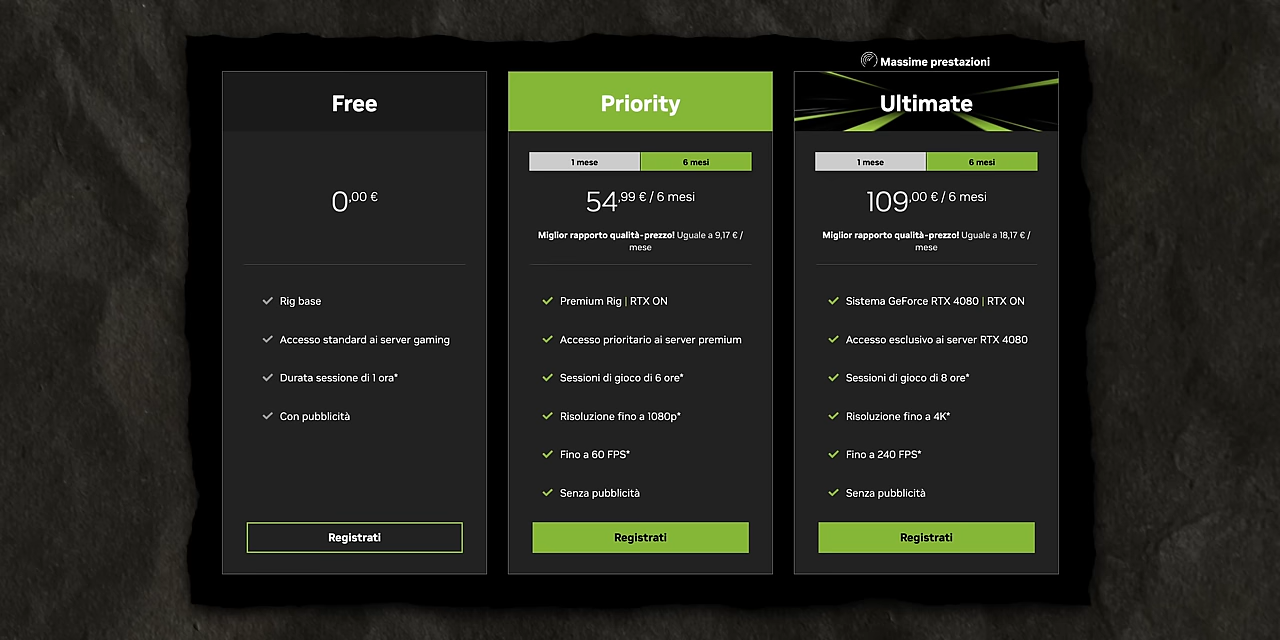 Massime prestazioni
Free
0,00 €
Rig base
Accesso standard ai server gaming
Durata sessione di 1 ora*
Con pubblicità
Registrati
Priority
1 mese
6 mesi
54,99 € / 6 mesi
Miglior rapporto qualità-prezzo! Uguale a 9,17 € /
mese
Premium Rig | RTX ON
Accesso prioritario ai server premium
Sessioni di gioco di 6 ore*
Risoluzione fino a 1080p*
Fino a 60 FPS*
Senza pubblicità
Registrati
Ultimate
1 mese
6 mesi
109,00 € / 6 mesi
Miglior rapporto qualità-prezzo! Uguale a 18,17 € /
mese
Sistema GeForce RTX 4080 | RTX ON
Accesso esclusivo ai server RTX 4080
Sessioni di gioco di 8 ore*
Risoluzione fino a 4K*
Fino a 240 FPS*
Senza pubblicità
Registrati